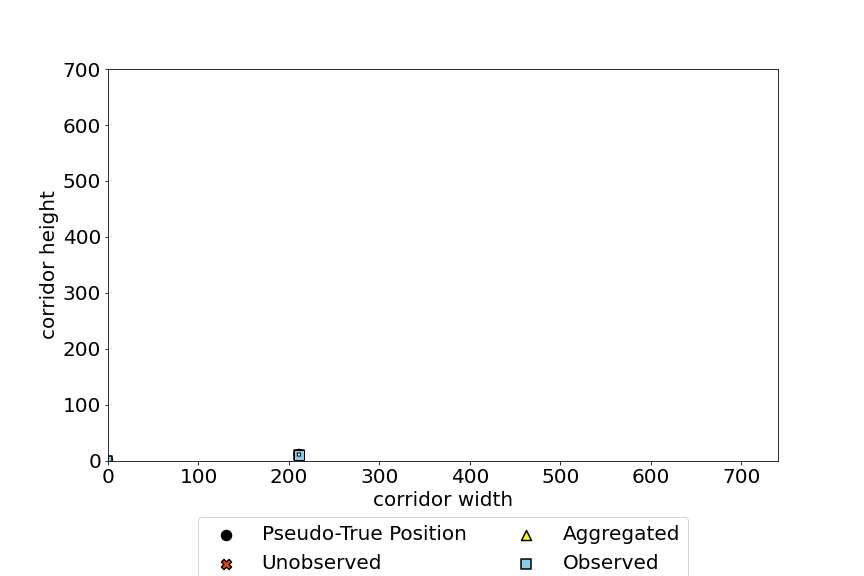 700
600
500
400
300
200
100
0
0 100 200 300 400 500 600 700
corridor height
corridor width
Pseudo-True Position Aggregated
Unobserved Observed